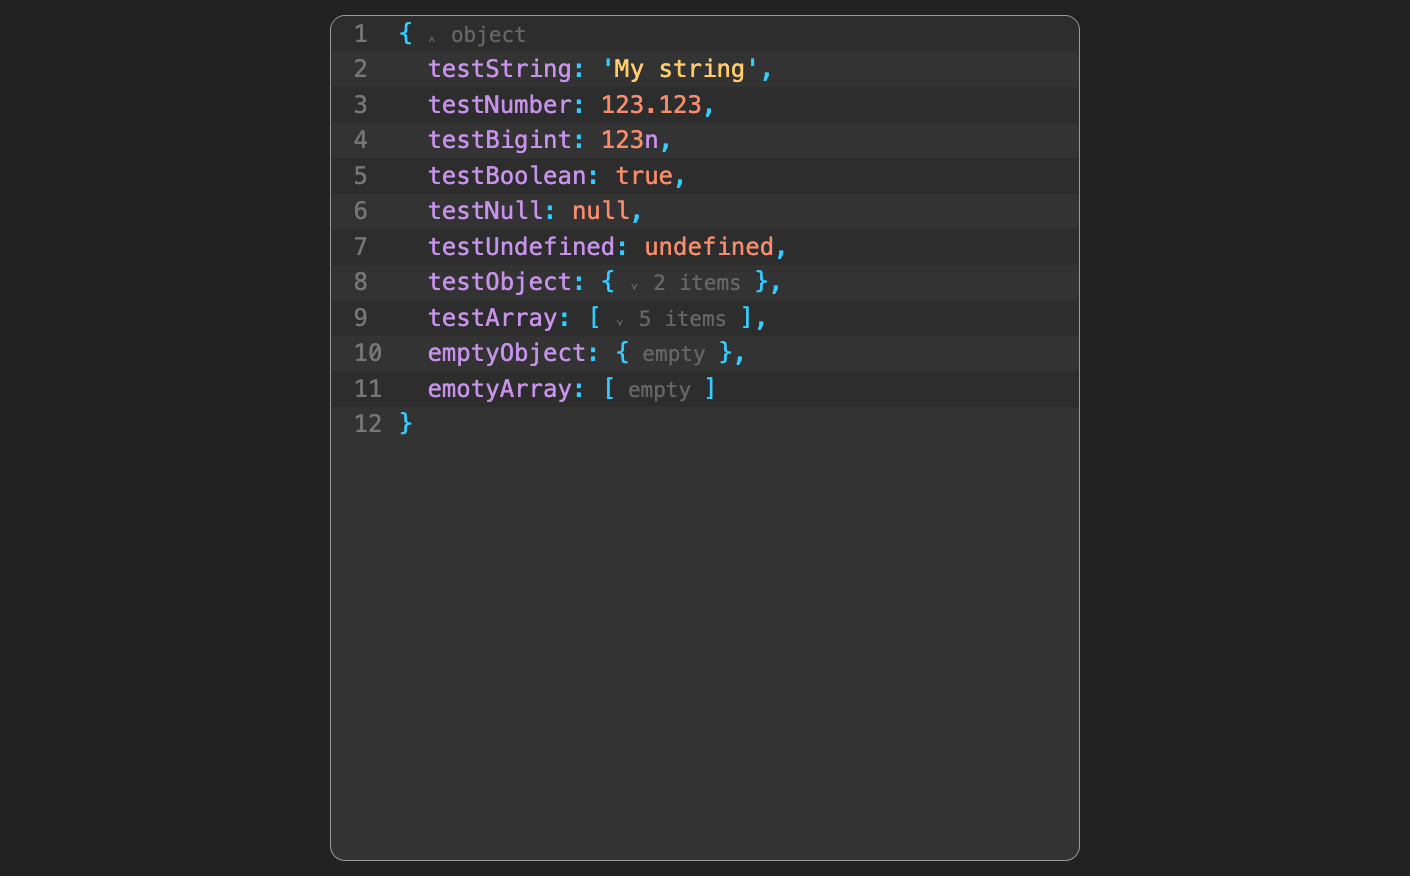 1 { ^ object
2 testString: 'My string',
3 testNumber: 123.123,
4 testBigint: 123n,
5 testBoolean: true,
6 testNull: null,
7 testUndefined: undefined,
8 testObject: { ˅ 2 items },
9 testArray: [ ˅ 5 items ],
10 emptyObject: { empty },
11 emotyArray: [ empty ]
12 }